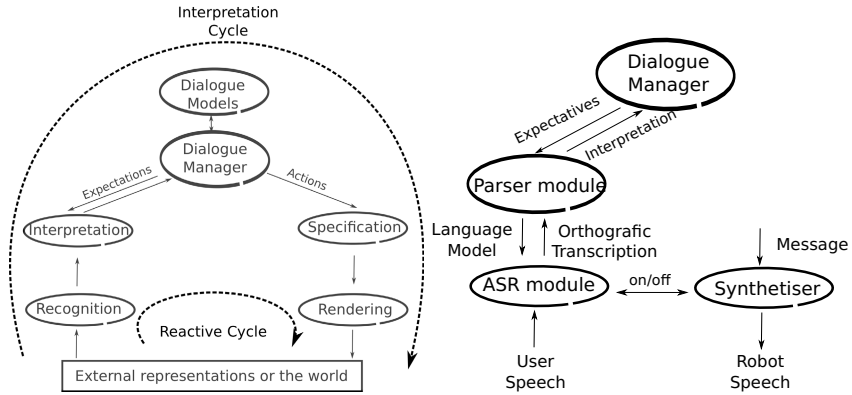 Interpretation
Cycle
Dialogue
Models
Dialogue
Manager
Expectations
Actions
Interpretation
Specification
Recognition
Rendering
Reactive Cycle
External representations or the world
Dialogue
Manager
Expectatives
Interpretation
Parser module
Language
Model
Orthografic
Transcription
Message
ASR module
on/off
Synthetiser
User
Speech
Robot
Speech